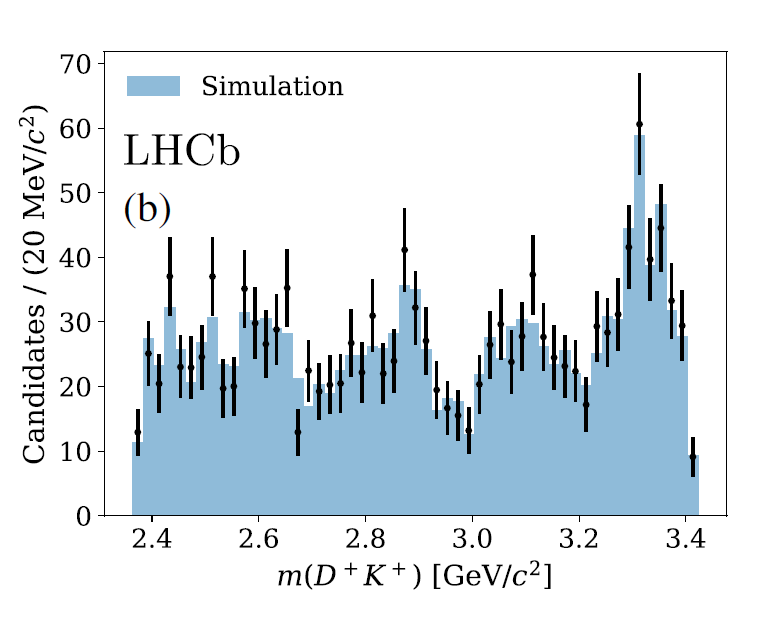 70
60
50
40
30
20
10
0
Candidates / (20 MeV/c²)
Simulation
LHCb
(b)
2.4 2.6 2.8 3.0 3.2 3.4
m(D⁺K⁺) [GeV/c²]